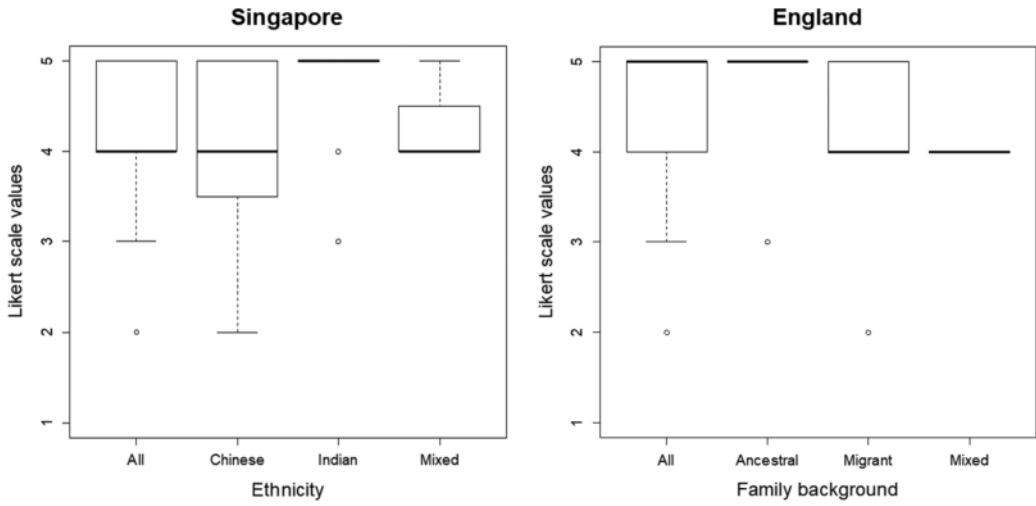 Singapore
England
Likert scale values
5
4
3
2
1
All
Chinese
Indian
Mixed
Ethnicity
Likert scale values
5
4
3
2
1
All
Ancestral
Migrant
Mixed
Family background